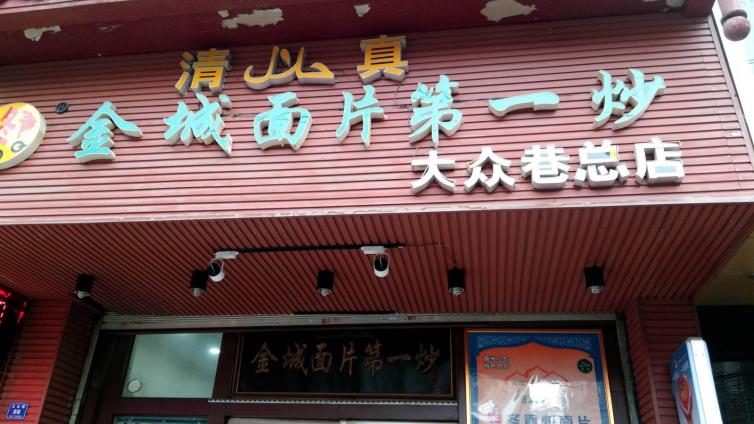 清 真
金城面片第一炒
大众巷总店
金城面片第一炒